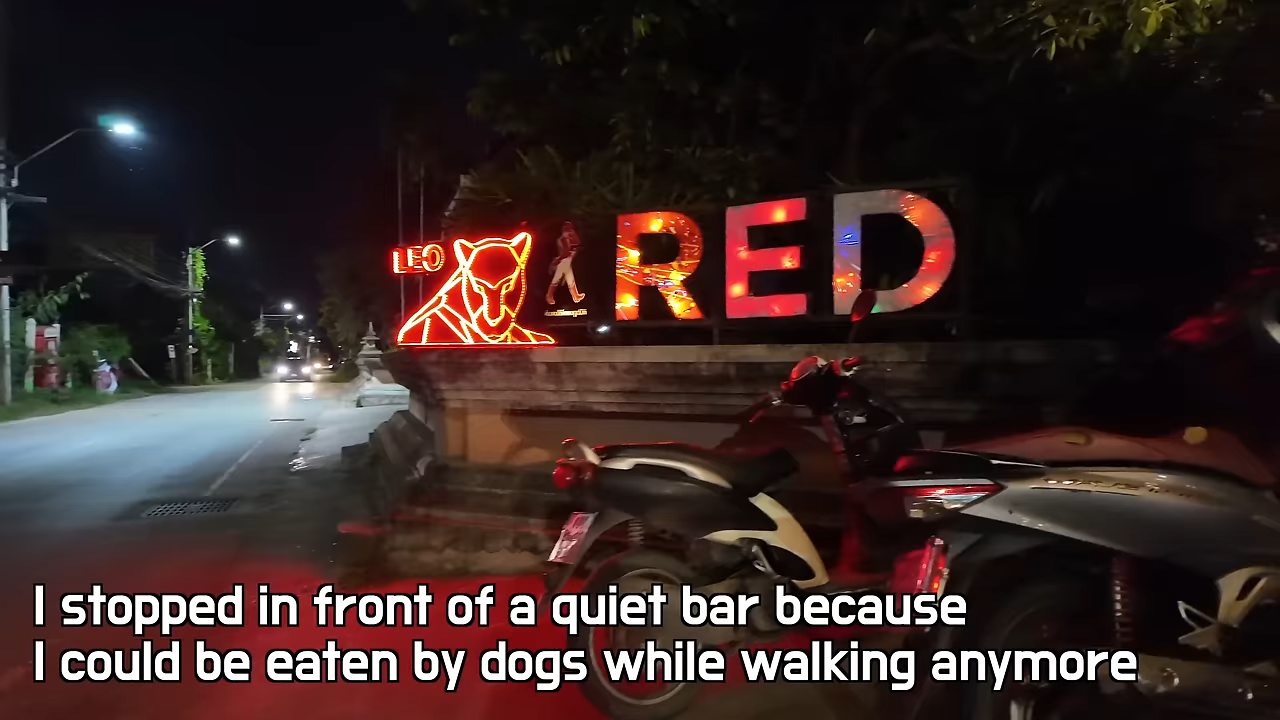 LEO
RED
I stopped in front of a quiet bar because
I could be eaten by dogs while walking anymore